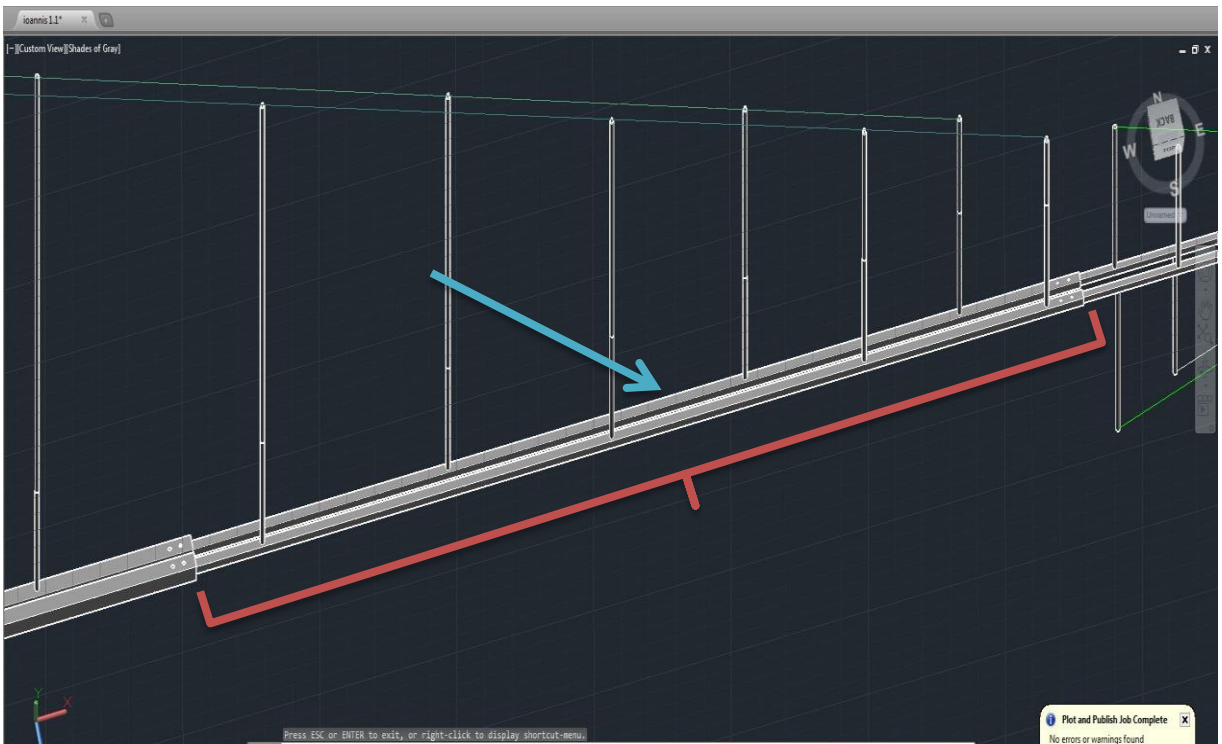 ioannis 1.1*
[–][Custom View][Shades of Gray]
N
BACK
E
W
S
Unnamed
Y
X
Press ESC or ENTER to exit, or right-click to display shortcut-menu.
Plot and Publish Job Complete
No errors or warnings found